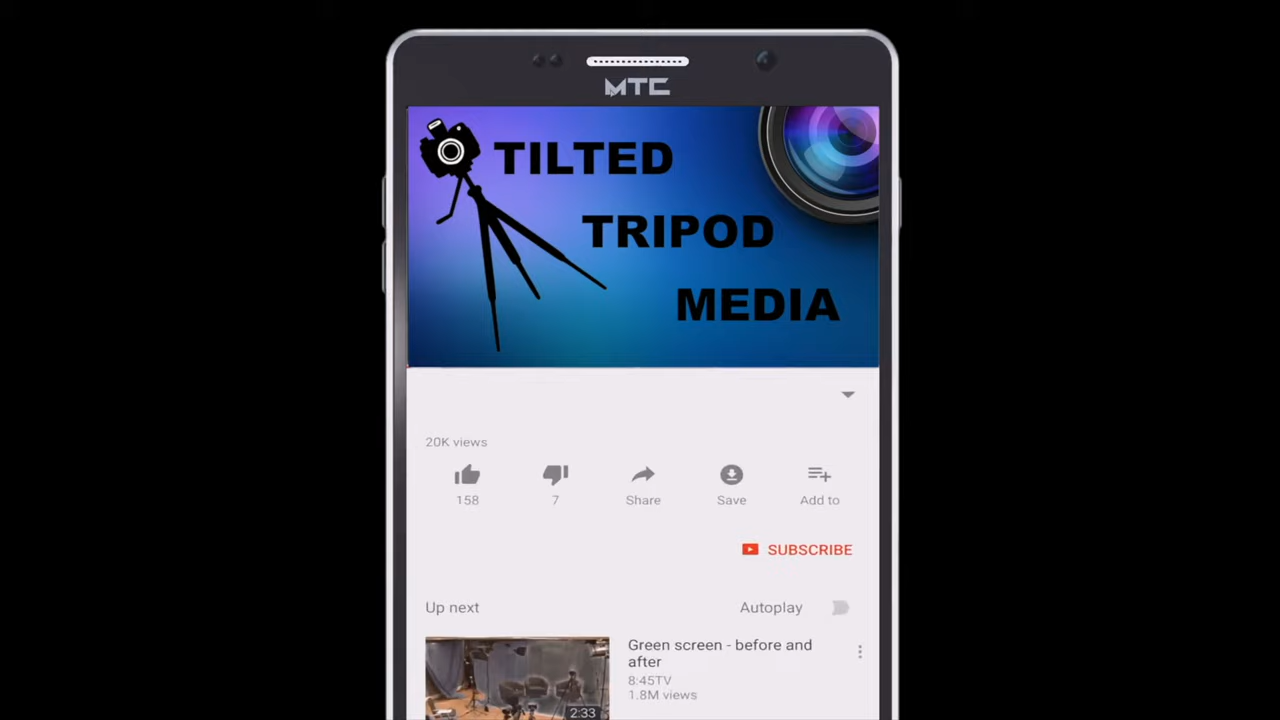 MTC
TILTED
TRIPOD
MEDIA
20K views
158
7
Share
Save
Add to
SUBSCRIBE
Up next
Autoplay
Green screen - before and
after
8:45TV
1.8M views
2:33